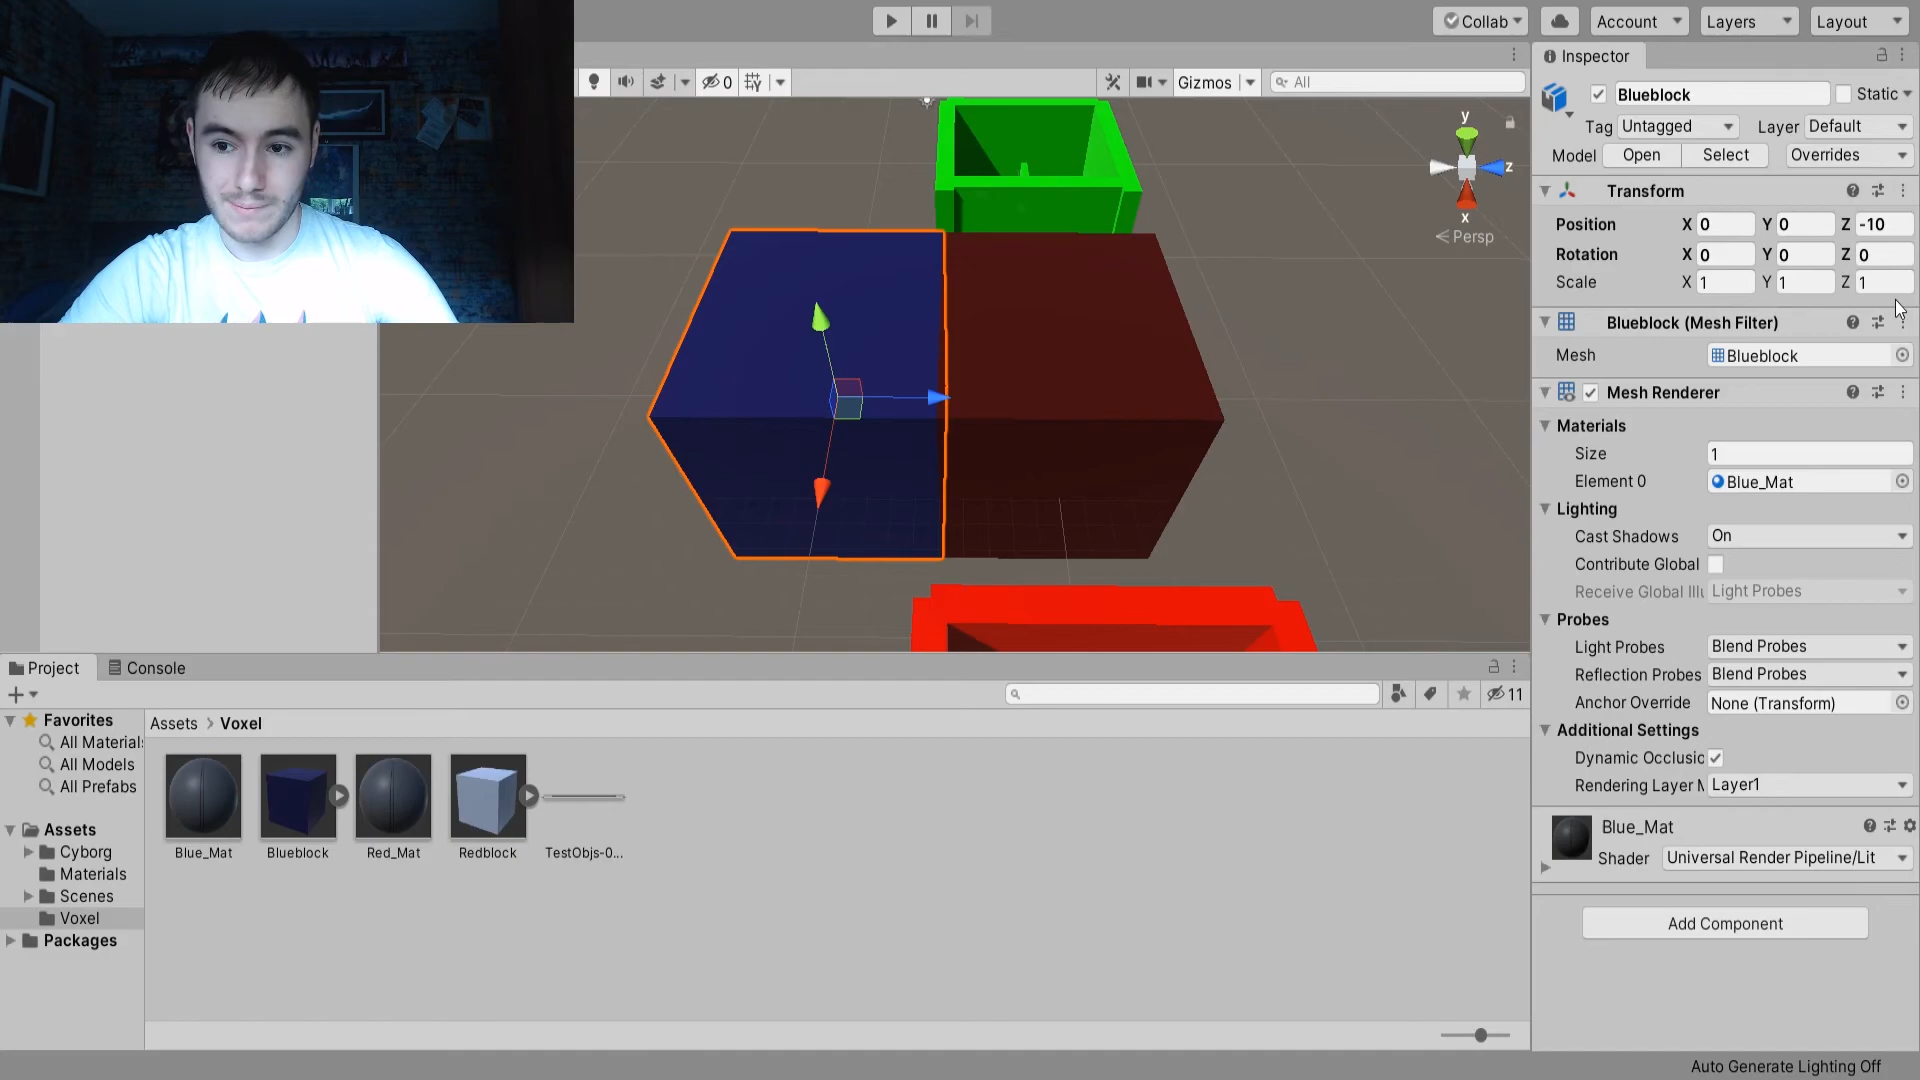 Collab
Account
Layers
Layout
0
Gizmos
All
Inspector
Blueblock
Static
Tag Untagged Layer Default
Model Open Select Overrides
Transform
Position X 0 Y 0 Z -10
Rotation X 0 Y 0 Z 0
Scale X 1 Y 1 Z 1
y
z
x
Persp
Blueblock (Mesh Filter)
Mesh Blueblock
Mesh Renderer
Materials
Size 1
Element 0 Blue_Mat
Lighting
Cast Shadows On
Contribute Global
Receive Global Illu Light Probes
Probes
Light Probes Blend Probes
Reflection Probes Blend Probes
Anchor Override None (Transform)
Additional Settings
Dynamic Occlusic
Rendering Layer M Layer1
Blue_Mat
Shader Universal Render Pipeline/Lit
Add Component
Project Console
11
Favorites
All Materials
All Models
All Prefabs
Assets
Cyborg
Materials
Scenes
Voxel
Packages
Assets > Voxel
Blue_Mat Blueblock Red_Mat Redblock TestObjs-0...
Auto Generate Lighting Off